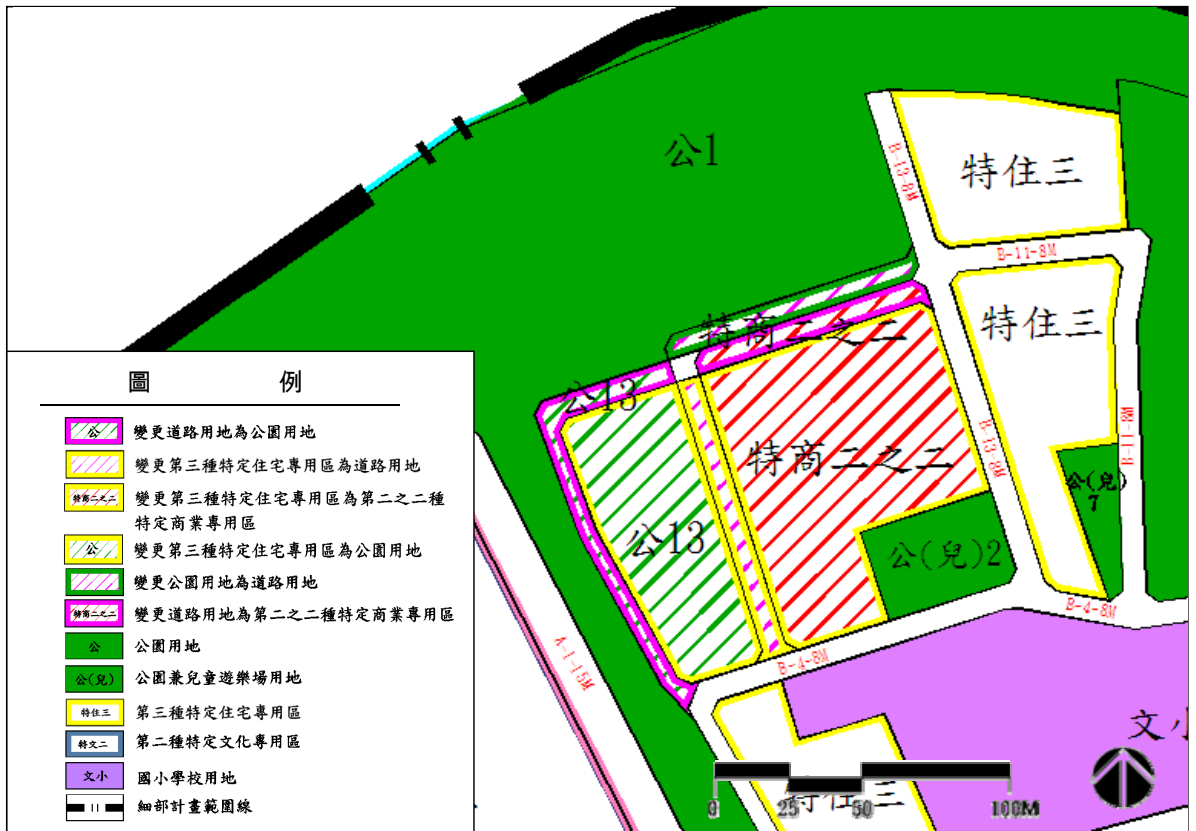 公1
特住三
B-13-8M
B-11-8M
特住三
特商二之二
公13
特商二之二
B-13-8M
B-11-8M
公(兒)
7
公13
公(兒)2
B-4-8M
B-4-8M
A-1-15M
文小
特住三
0 25 50 100M
圖 例
公 變更道路用地為公園用地
變更第三種特定住宅專用區為道路用地
特商二之二 變更第三種特定住宅專用區為第二之二種
特定商業專用區
公 變更第三種特定住宅專用區為公園用地
變更公園用地為道路用地
特商二之二 變更道路用地為第二之二種特定商業專用區
公 公園用地
公(兒) 公園兼兒童遊樂場用地
特住三 第三種特定住宅專用區
特文二 第二種特定文化專用區
文小 國小學校用地
細部計畫範圍線